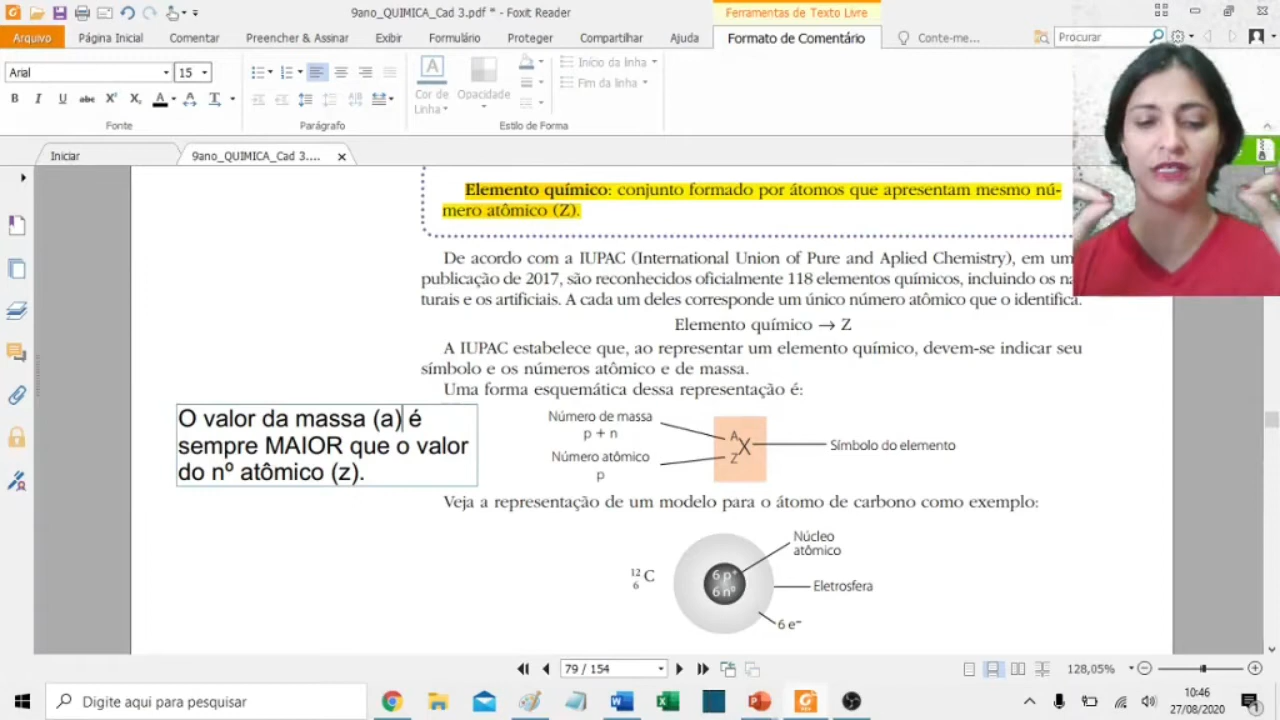 9ano_QUIMICA_Cad 3.pdf * - Foxit Reader
Ferramentas de Texto Livre
Arquivo
Página Inicial
Comentar
Preencher & Assinar
Exibir
Formulário
Proteger
Compartilhar
Ajuda
Formato de Comentário
Conte-me...
Procurar
Arial
15
Cor de
Linha
Opacidade
Início da linha
Fim da linha
Fonte
Parágrafo
Estilo de Forma
Iniciar
9ano_QUIMICA_Cad 3....
Elemento químico: conjunto formado por átomos que apresentam mesmo nú-
mero atômico (Z).
De acordo com a IUPAC (International Union of Pure and Aplied Chemistry), em um
publicação de 2017, são reconhecidos oficialmente 118 elementos químicos, incluindo os na
turais e os artificiais. A cada um deles corresponde um único número atômico que o identifica.
Elemento químico → Z
A IUPAC estabelece que, ao representar um elemento químico, devem-se indicar seu
símbolo e os números atômico e de massa.
Uma forma esquemática dessa representação é:
O valor da massa (a) é
sempre MAIOR que o valor
do nº atômico (z).
Número de massa
p + n
Número atômico
p
A
Z
X
Símbolo do elemento
Veja a representação de um modelo para o átomo de carbono como exemplo:
Núcleo
atômico
12
6
C
6 p⁺
6 n⁰
Eletrosfera
6 e⁻
79 / 154
128,05%
Digite aqui para pesquisar
10:46
27/08/2020